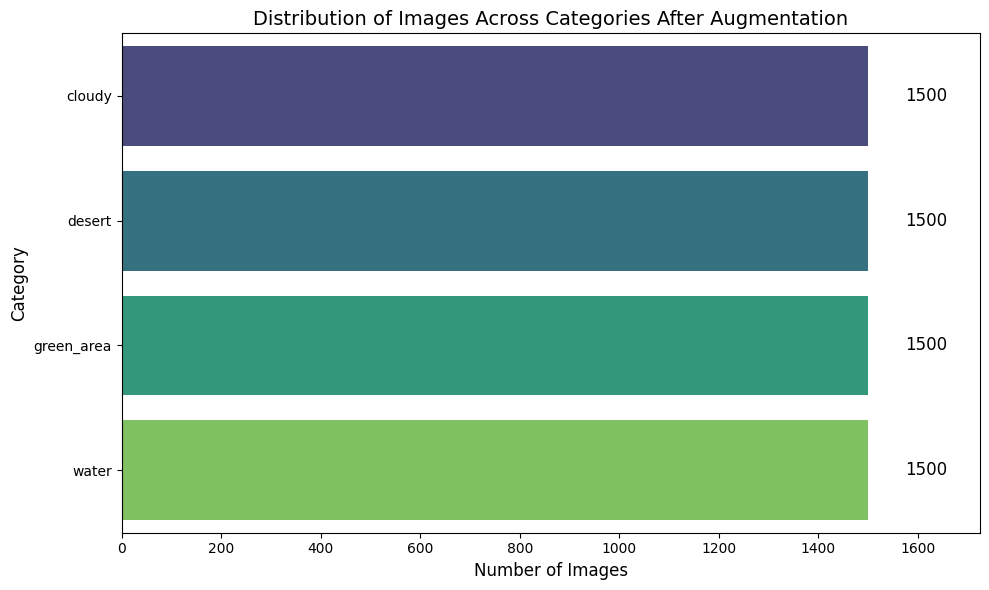 Distribution of Images Across Categories After Augmentation
Category
cloudy
1500
desert
1500
green_area
1500
water
1500
0 200 400 600 800 1000 1200 1400 1600
Number of Images